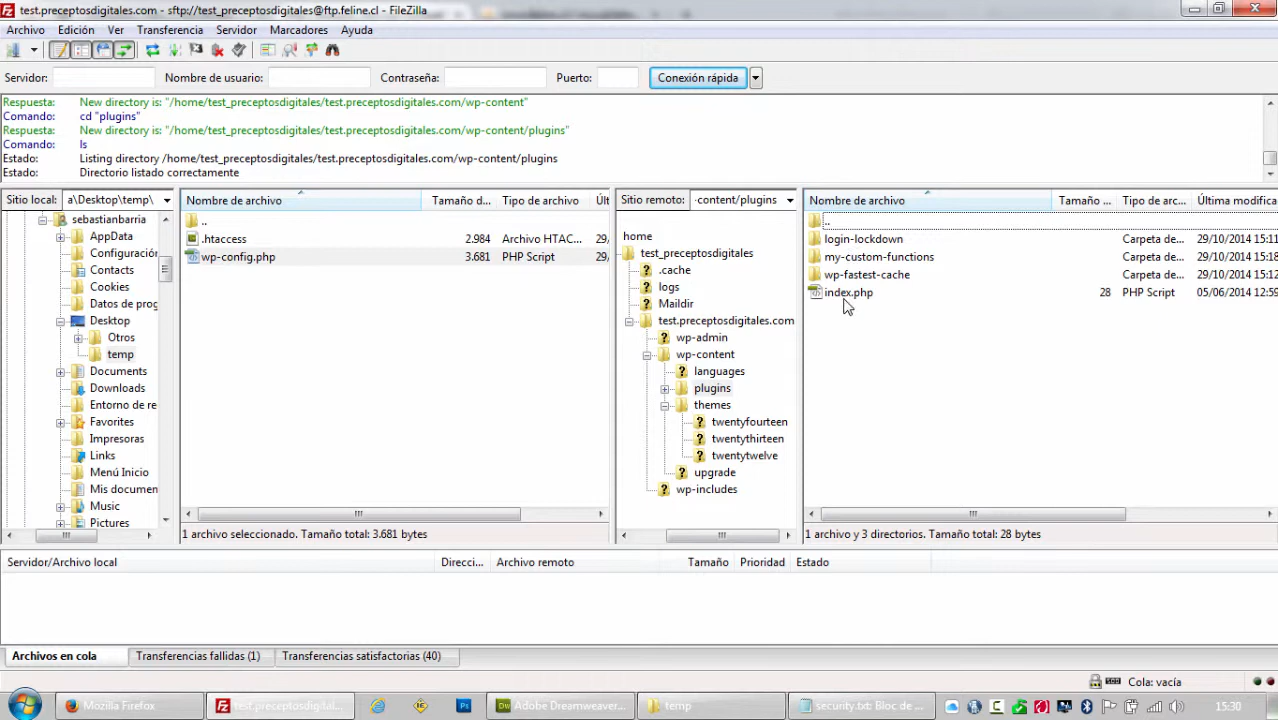 test.preceptosdigitales.com - sftp://test_preceptosdigitales@ftp.feline.cl - FileZilla
Archivo Edición Ver Transferencia Servidor Marcadores Ayuda
Servidor: Nombre de usuario: Contraseña: Puerto: Conexión rápida
Respuesta: New directory is: "/home/test_preceptosdigitales/test.preceptosdigitales.com/wp-content"
Comando: cd "plugins"
Respuesta: New directory is: "/home/test_preceptosdigitales/test.preceptosdigitales.com/wp-content/plugins"
Comando: ls
Estado: Listing directory /home/test_preceptosdigitales/test.preceptosdigitales.com/wp-content/plugins
Estado: Directorio listado correctamente
Sitio local: a\Desktop\temp\
sebastianbarria
AppData
Configuración
Contacts
Cookies
Datos de prog
Desktop
Otros
temp
Documents
Downloads
Entorno de re
Favorites
Impresoras
Links
Menú Inicio
Mis documen
Music
Pictures
Nombre de archivo Tamaño d... Tipo de archivo Últ
..
.htaccess 2.984 Archivo HTAC... 29/
wp-config.php 3.681 PHP Script 29/
1 archivo seleccionado. Tamaño total: 3.681 bytes
Sitio remoto: -content/plugins
home
test_preceptosdigitales
.cache
logs
Maildir
test.preceptosdigitales.com
wp-admin
wp-content
languages
plugins
themes
twentyfourteen
twentythirteen
twentytwelve
upgrade
wp-includes
Nombre de archivo Tamaño ... Tipo de arc... Última modifica
..
login-lockdown Carpeta de... 29/10/2014 15:11
my-custom-functions Carpeta de... 29/10/2014 15:18
wp-fastest-cache Carpeta de... 29/10/2014 15:12
index.php 28 PHP Script 05/06/2014 12:59
1 archivo y 3 directorios. Tamaño total: 28 bytes
Servidor/Archivo local Direcci... Archivo remoto Tamaño Prioridad Estado
Archivos en cola Transferencias fallidas (1) Transferencias satisfactorias (40)
Cola: vacía
Mozilla Firefox test.preceptosdigital... Adobe Dreamweaver... temp security.txt: Bloc de ... 15:30